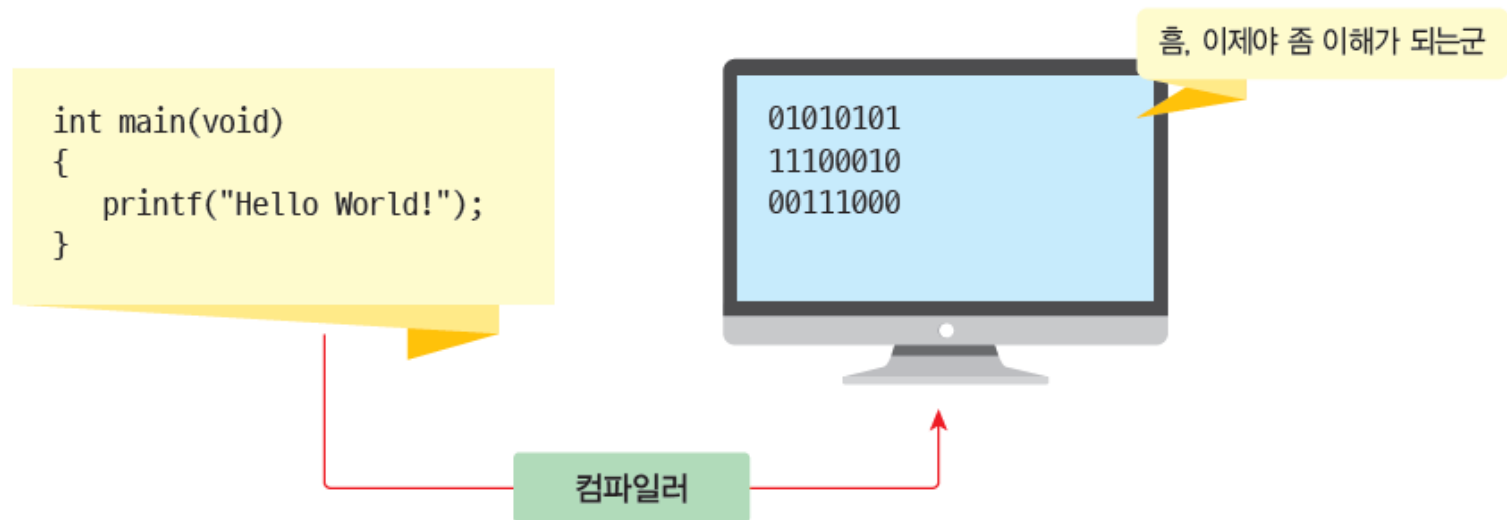 int main(void)
{
printf("Hello World!");
}
흠, 이제야 좀 이해가 되는군
01010101
11100010
00111000
컴파일러